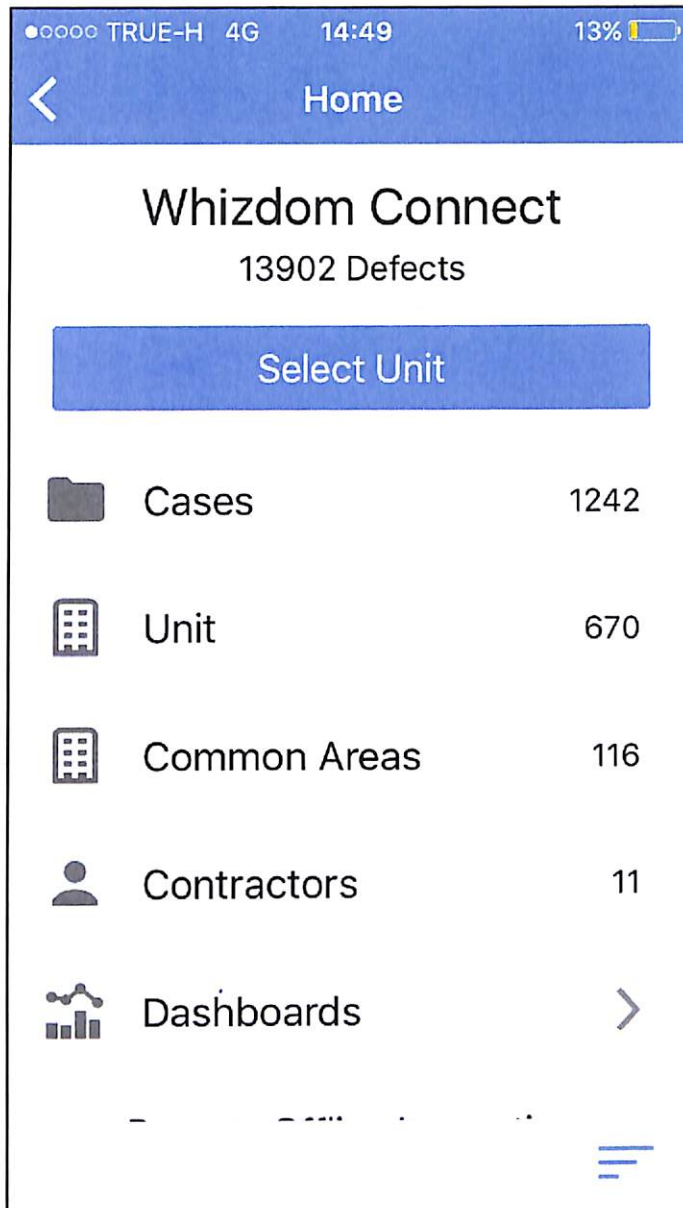 TRUE-H 4G 14:49 13%
Home
Whizdom Connect
13902 Defects
Select Unit
Cases 1242
Unit 670
Common Areas 116
Contractors 11
Dashboards